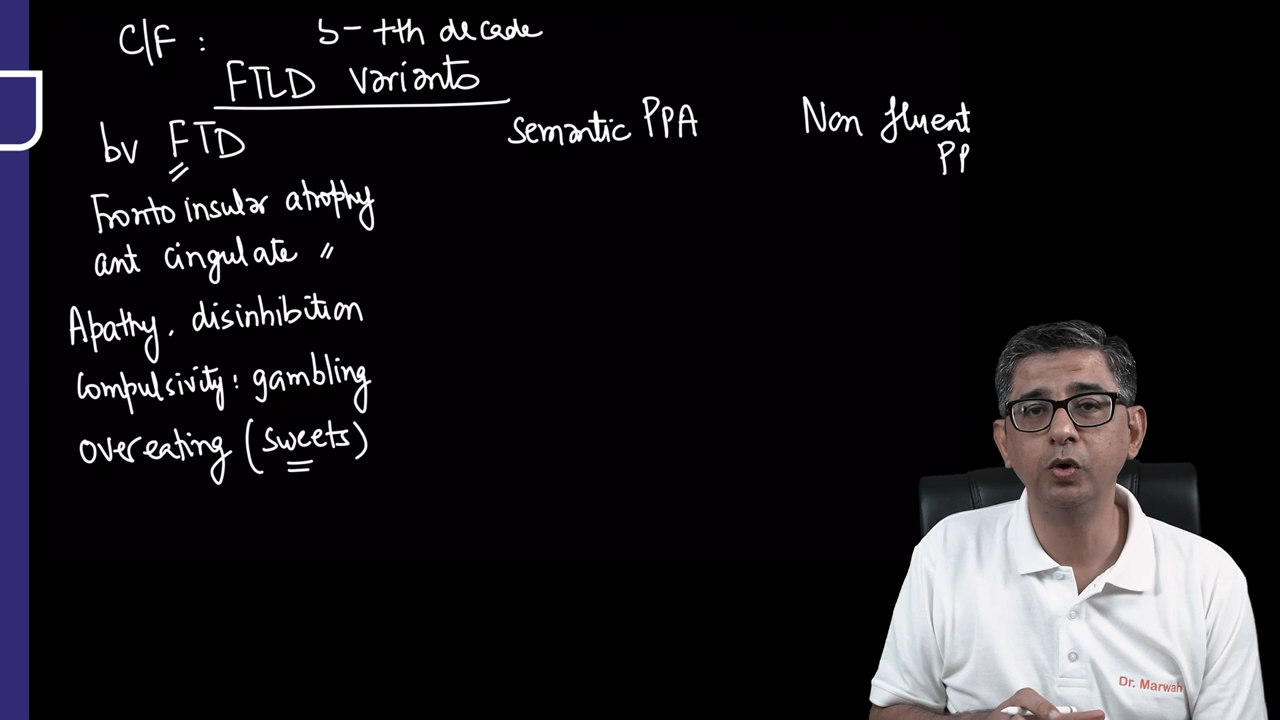 C/F : 5-7th decade
FTLD variants
bv FTD Semantic PPA Non fluent
PP
Fronto insular atrophy
ant cingulate "
Apathy, disinhibition
Compulsivity: gambling
overeating (sweets)
Dr. Marwah